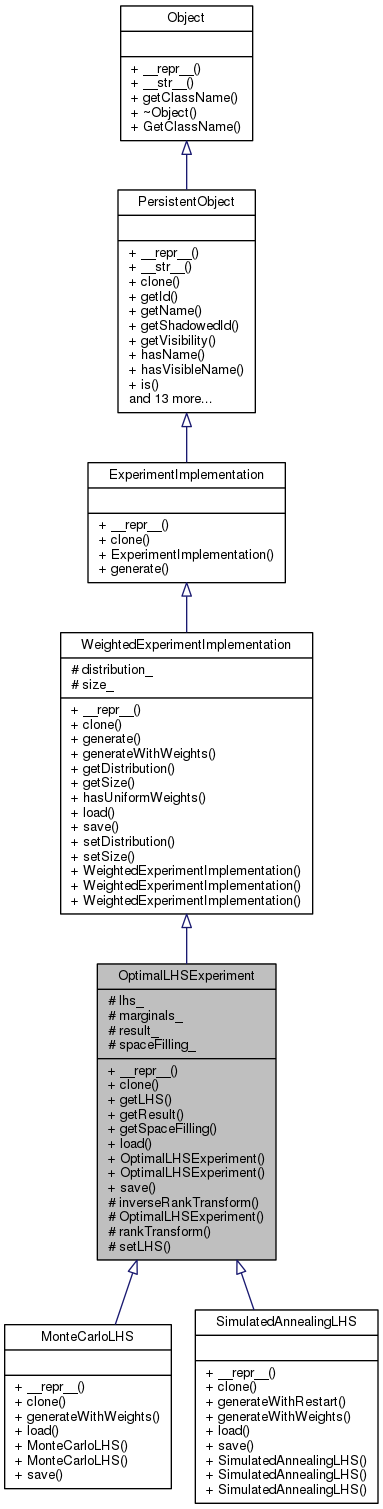 Object
+ __repr__()
+ __str__()
+ getClassName()
+ ~Object()
+ GetClassName()
PersistentObject
+ __repr__()
+ __str__()
+ clone()
+ getId()
+ getName()
+ getShadowedId()
+ getVisibility()
+ hasName()
+ hasVisibleName()
+ is()
and 13 more...
ExperimentImplementation
+ __repr__()
+ clone()
+ ExperimentImplementation()
+ generate()
WeightedExperimentImplementation
# distribution_
# size_
+ __repr__()
+ clone()
+ generate()
+ generateWithWeights()
+ getDistribution()
+ getSize()
+ hasUniformWeights()
+ load()
+ save()
+ setDistribution()
+ setSize()
+ WeightedExperimentImplementation()
+ WeightedExperimentImplementation()
+ WeightedExperimentImplementation()
OptimalLHSExperiment
# lhs_
# marginals_
# result_
# spaceFilling_
+ __repr__()
+ clone()
+ getLHS()
+ getResult()
+ getSpaceFilling()
+ load()
+ OptimalLHSExperiment()
+ OptimalLHSExperiment()
+ save()
# inverseRankTransform()
# OptimalLHSExperiment()
# rankTransform()
# setLHS()
MonteCarloLHS
+ __repr__()
+ clone()
+ generateWithWeights()
+ load()
+ MonteCarloLHS()
+ MonteCarloLHS()
+ save()
SimulatedAnnealingLHS
+ __repr__()
+ clone()
+ generateWithRestart()
+ generateWithWeights()
+ load()
+ save()
+ SimulatedAnnealingLHS()
+ SimulatedAnnealingLHS()
+ SimulatedAnnealingLHS()